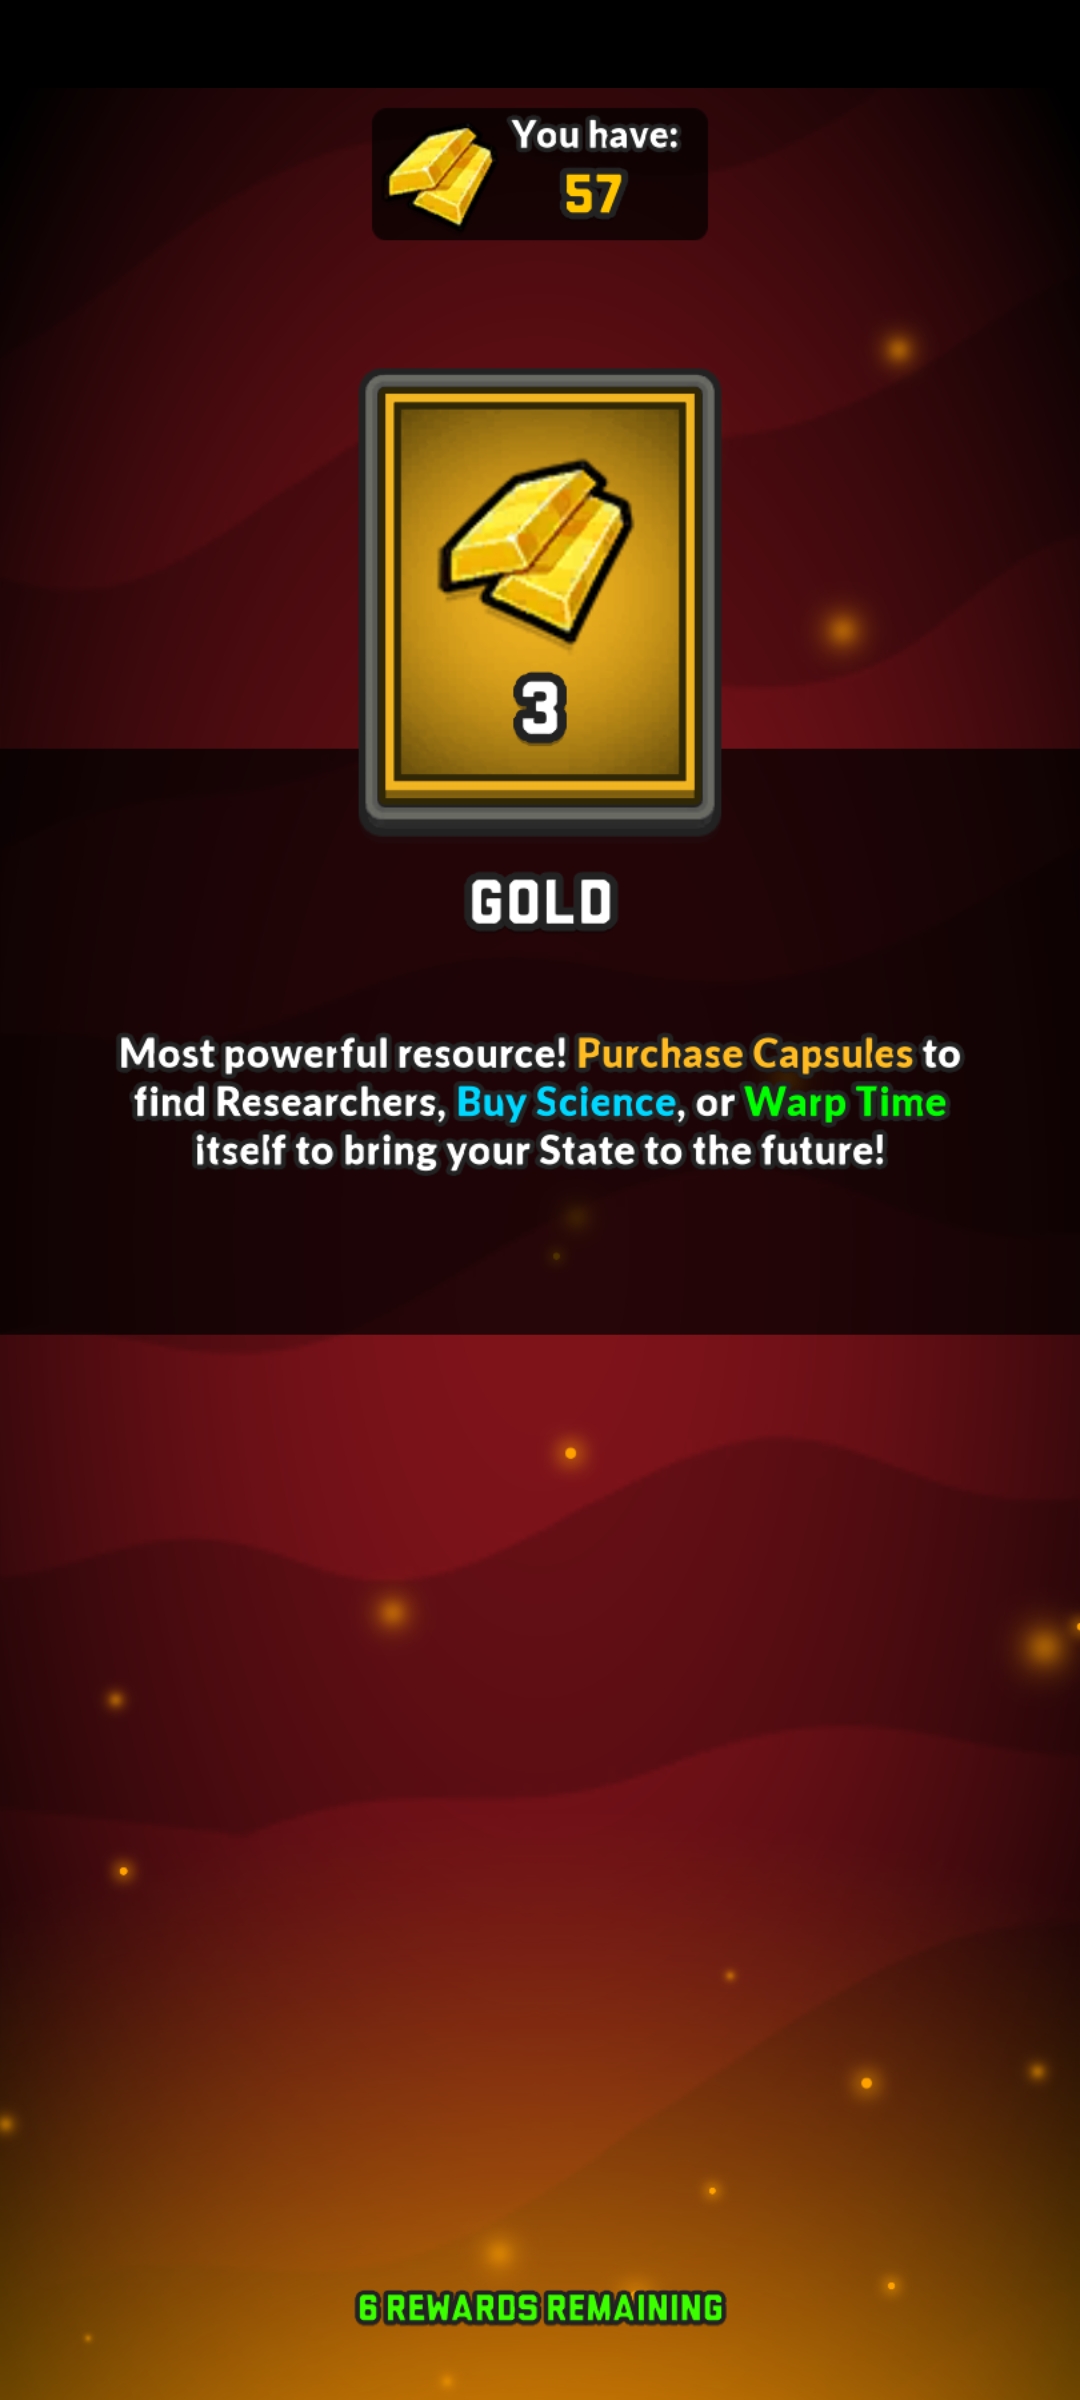 You have:
57
3
GOLD
Most powerful resource! Purchase Capsules to
find Researchers, Buy Science, or Warp Time
itself to bring your State to the future!
6 REWARDS REMAINING